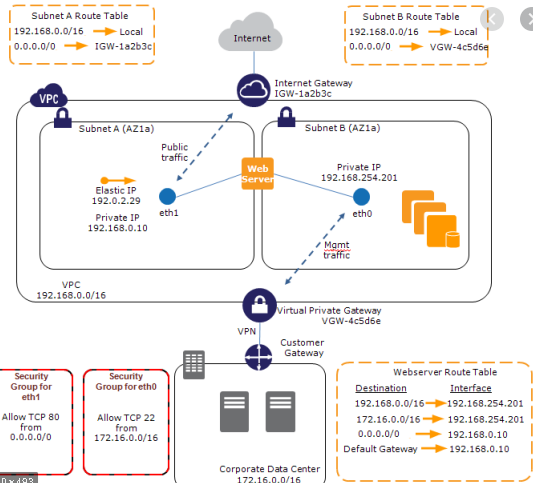 Subnet A Route Table
192.168.0.0/16 Local
0.0.0.0/0 IGW-1a2b3c
Subnet B Route Table
192.168.0.0/16 Local
0.0.0.0/0 VGW-4c5d6e
Internet
Internet Gateway
IGW-1a2b3c
VPC
Subnet A (AZ1a)
Subnet B (AZ1a)
Public
traffic
Web
Server
Elastic IP
192.0.2.29
Private IP
192.168.0.10
eth1
Private IP
192.168.254.201
eth0
Mgmt
traffic
VPC
192.168.0.0/16
Virtual Private Gateway
VGW-4c5d6e
VPN
Customer
Gateway
Security
Group for
eth1
Allow TCP 80
from
0.0.0.0/0
Security
Group for eth0
Allow TCP 22
from
172.16.0.0/16
Corporate Data Center
172.16.0.0/16
Webserver Route Table
Destination Interface
192.168.0.0/16 192.168.254.201
172.16.0.0/16 192.168.254.201
0.0.0.0/0 192.168.0.10
Default Gateway 192.168.0.10